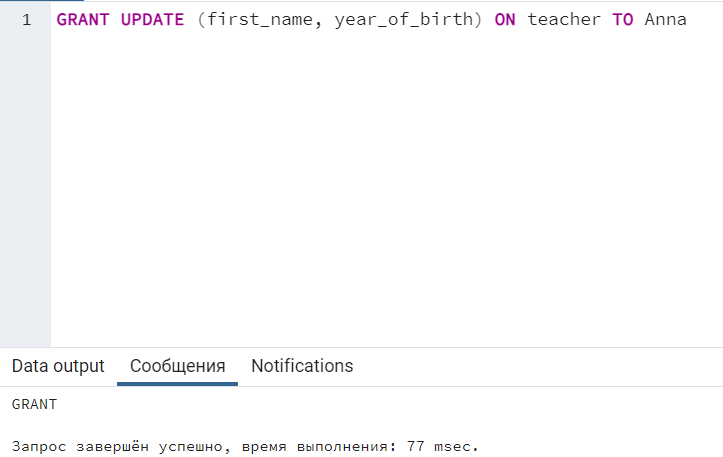 1 GRANT UPDATE (first_name, year_of_birth) ON teacher TO Anna
Data output Сообщения Notifications
GRANT
Запрос завершён успешно, время выполнения: 77 msec.